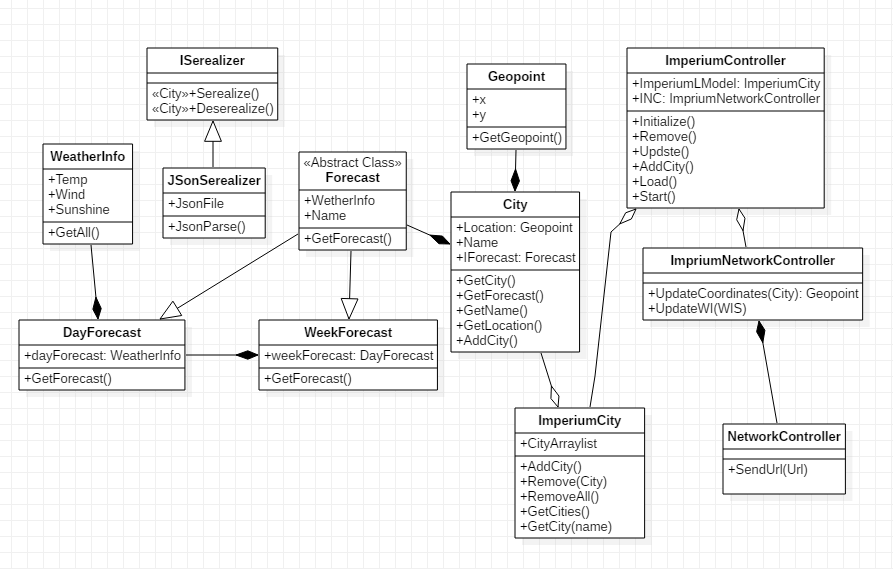 ISerealizer
«City»+Serealize()
«City»+Deserealize()
WeatherInfo
+Temp
+Wind
+Sunshine
+GetAll()
JSonSerealizer
+JsonFile
+JsonParse()
«Abstract Class»
Forecast
+WetherInfo
+Name
+GetForecast()
Geopoint
+x
+y
+GetGeopoint()
ImperiumController
+ImperiumLModel: ImperiumCity
+INC: ImpriumNetworkController
+Initialize()
+Remove()
+Updste()
+AddCity()
+Load()
+Start()
City
+Location: Geopoint
+Name
+IForecast: Forecast
+GetCity()
+GetForecast()
+GetName()
+GetLocation()
+AddCity()
ImpriumNetworkController
+UpdateCoordinates(City): Geopoint
+UpdateWI(WIS)
DayForecast
+dayForecast: WeatherInfo
+GetForecast()
WeekForecast
+weekForecast: DayForecast
+GetForecast()
ImperiumCity
+CityArraylist
+AddCity()
+Remove(City)
+RemoveAll()
+GetCities()
+GetCity(name)
NetworkController
+SendUrl(Url)